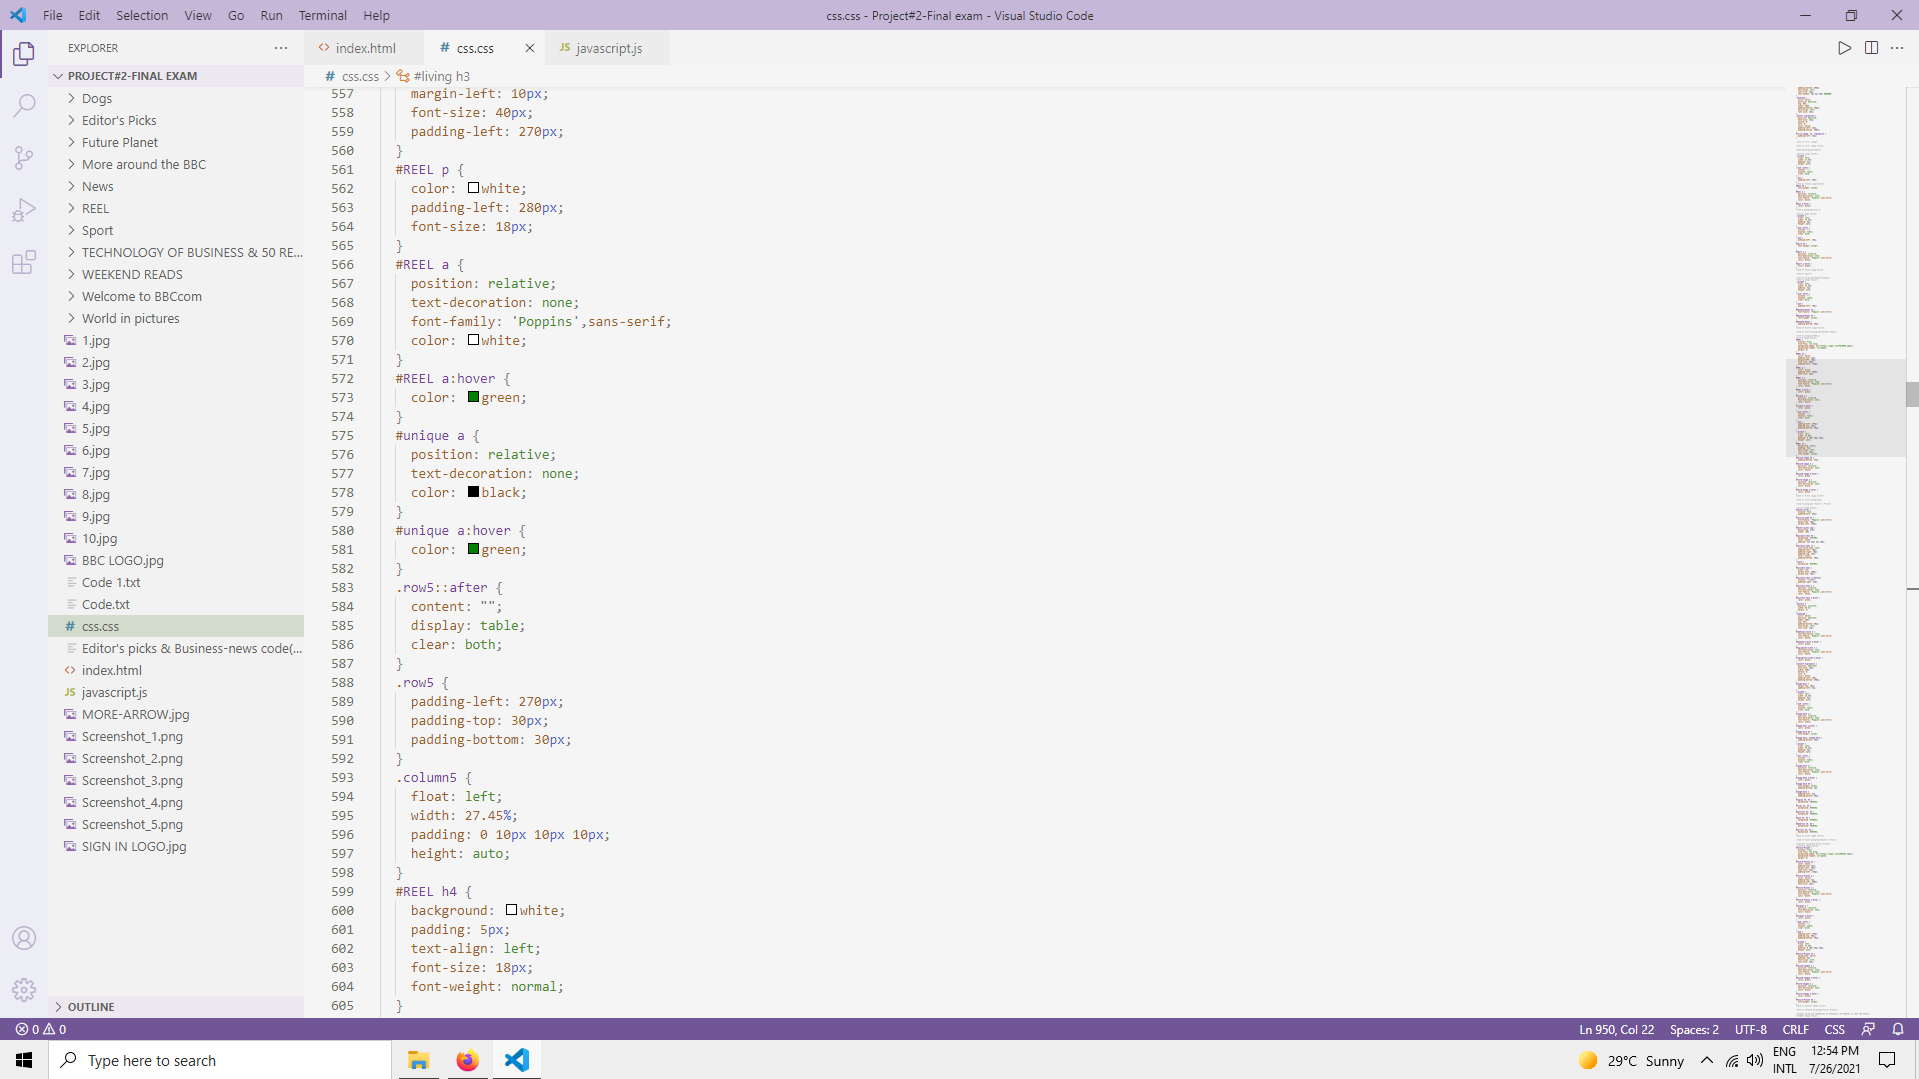 File Edit Selection View Go Run Terminal Help
css.css - Project#2-Final exam - Visual Studio Code
EXPLORER
index.html
# css.css
JS javascript.js
PROJECT#2-FINAL EXAM
# css.css > #living h3
Dogs
Editor's Picks
Future Planet
More around the BBC
News
REEL
Sport
TECHNOLOGY OF BUSINESS & 50 RE...
WEEKEND READS
Welcome to BBCcom
World in pictures
1.jpg
2.jpg
3.jpg
4.jpg
5.jpg
6.jpg
7.jpg
8.jpg
9.jpg
10.jpg
BBC LOGO.jpg
Code 1.txt
Code.txt
# css.css
Editor's picks & Business-news code(...
index.html
JS javascript.js
MORE-ARROW.jpg
Screenshot_1.png
Screenshot_2.png
Screenshot_3.png
Screenshot_4.png
Screenshot_5.png
SIGN IN LOGO.jpg
OUTLINE
557 margin-left: 10px;
558 font-size: 40px;
559 padding-left: 270px;
560 }
561 #REEL p {
562 color: white;
563 padding-left: 280px;
564 font-size: 18px;
565 }
566 #REEL a {
567 position: relative;
568 text-decoration: none;
569 font-family: 'Poppins',sans-serif;
570 color: white;
571 }
572 #REEL a:hover {
573 color: green;
574 }
575 #unique a {
576 position: relative;
577 text-decoration: none;
578 color: black;
579 }
580 #unique a:hover {
581 color: green;
582 }
583 .row5::after {
584 content: "";
585 display: table;
586 clear: both;
587 }
588 .row5 {
589 padding-left: 270px;
590 padding-top: 30px;
591 padding-bottom: 30px;
592 }
593 .column5 {
594 float: left;
595 width: 27.45%;
596 padding: 0 10px 10px 10px;
597 height: auto;
598 }
599 #REEL h4 {
600 background: white;
601 padding: 5px;
602 text-align: left;
603 font-size: 18px;
604 font-weight: normal;
605 }
0 0
Ln 950, Col 22 Spaces: 2 UTF-8 CRLF CSS
Type here to search
29°C Sunny
ENG
INTL
12:54 PM
7/26/2021